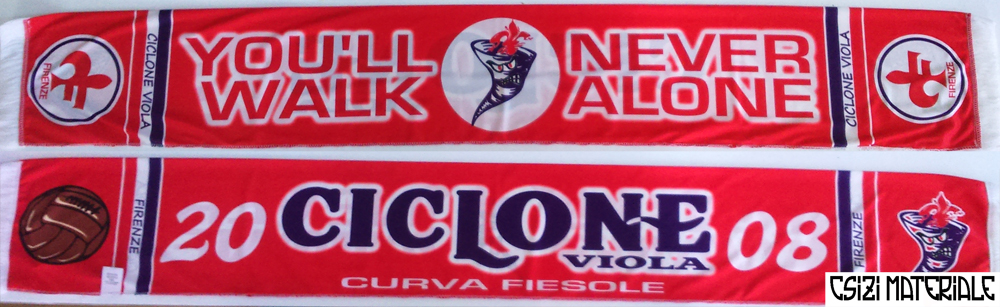 FIRENZE
CICLONE VIOLA
YOU'LL WALK
NEVER ALONE
CICLONE VIOLA
FIRENZE
FIRENZE
20 CICLONE 08
VIOLA
CURVA FIESOLE
FIRENZE
CSIZI MATERIALE